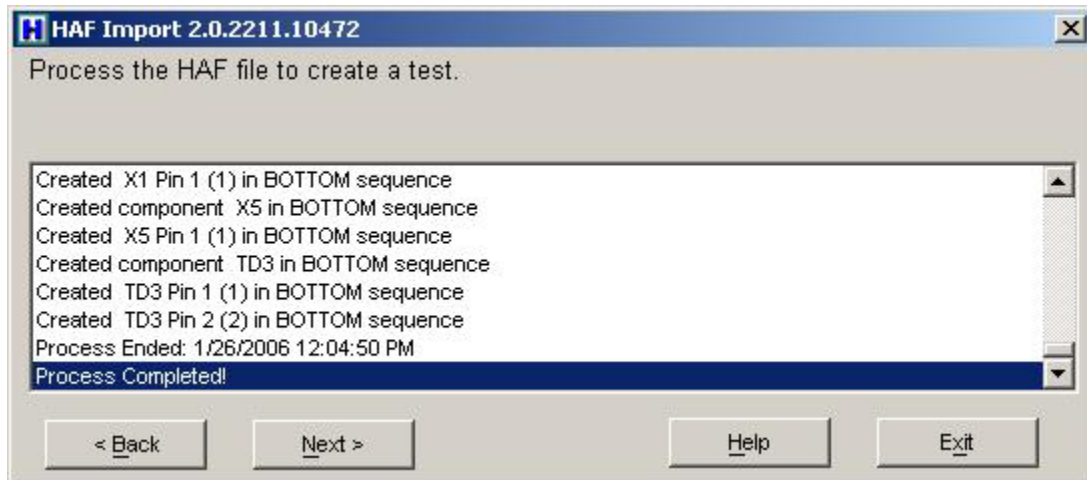 H HAF Import 2.0.2211.10472
Process the HAF file to create a test.
Created X1 Pin 1 (1) in BOTTOM sequence
Created component X5 in BOTTOM sequence
Created X5 Pin 1 (1) in BOTTOM sequence
Created component TD3 in BOTTOM sequence
Created TD3 Pin 1 (1) in BOTTOM sequence
Created TD3 Pin 2 (2) in BOTTOM sequence
Process Ended: 1/26/2006 12:04:50 PM
Process Completed!
< Back Next > Help Exit